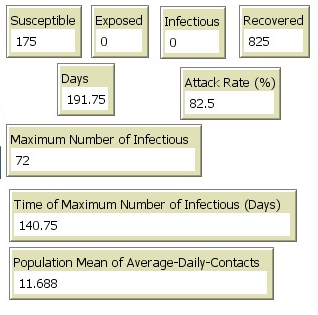 Susceptible Exposed Infectious Recovered
175 0 0 825
Days Attack Rate (%)
191.75 82.5
Maximum Number of Infectious
72
Time of Maximum Number of Infectious (Days)
140.75
Population Mean of Average-Daily-Contacts
11.688